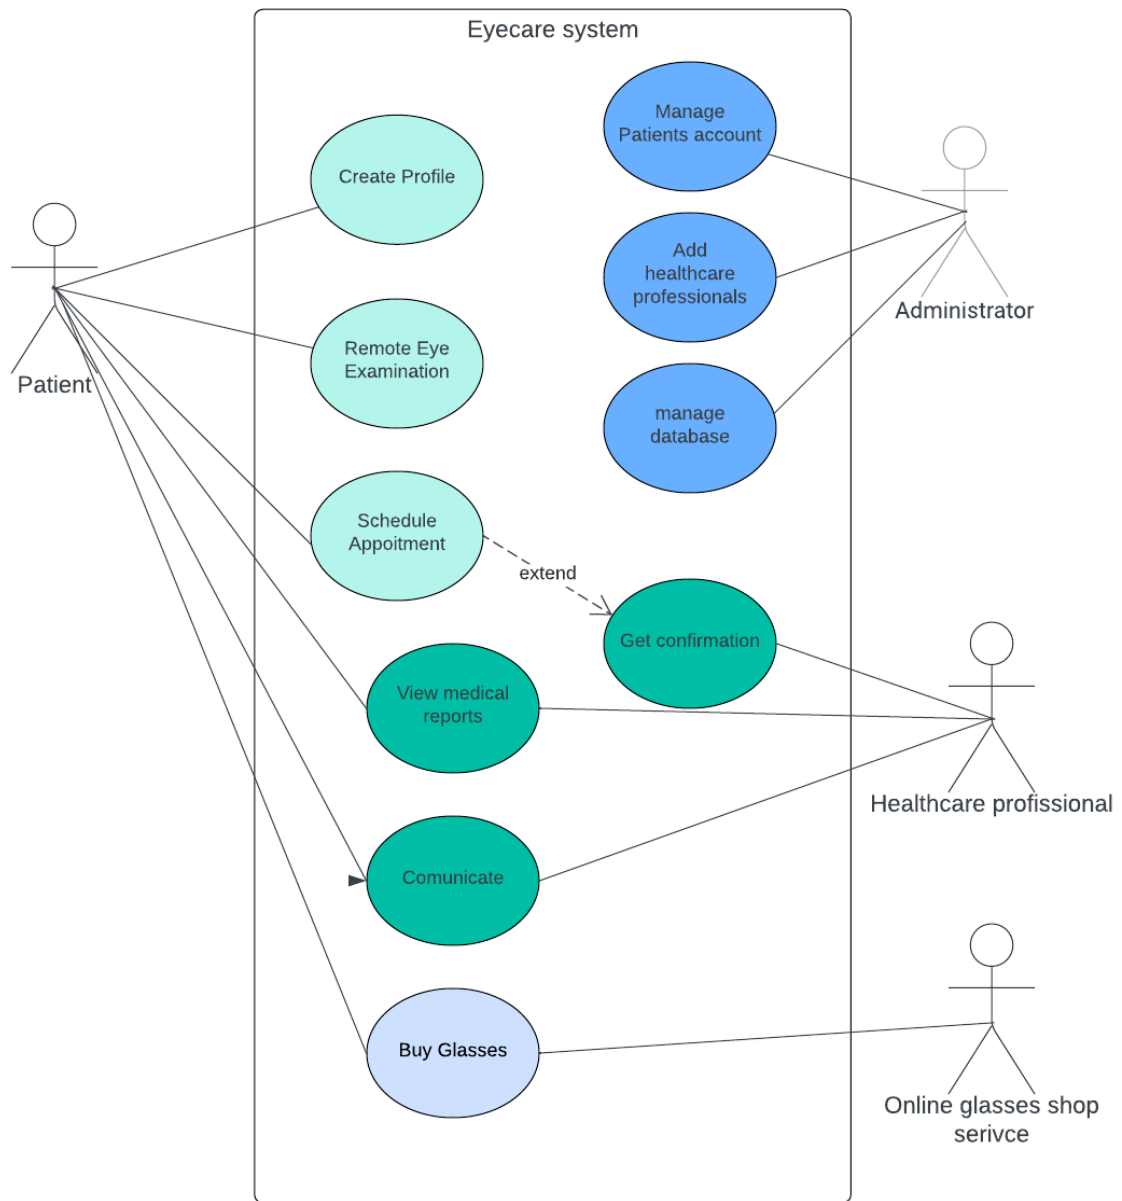 Eyecare system
Manage
Patients account
Create Profile
Add
healthcare
professionals
Administrator
Remote Eye
Examination
Patient
manage
database
Schedule
Appoitment
extend
Get confirmation
View medical
reports
Healthcare profissional
Comunicate
Buy Glasses
Online glasses shop
serivce